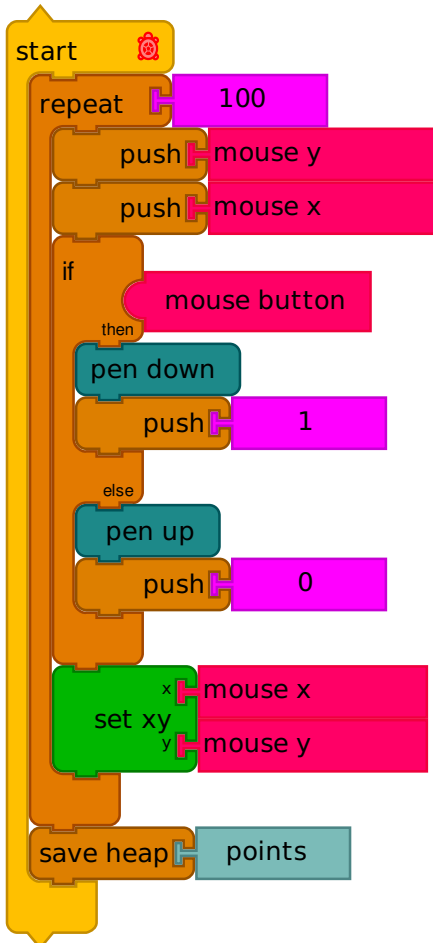 start
repeat 100
push mouse y
push mouse x
if
mouse button
then
pen down
push 1
else
pen up
push 0
x mouse x
set xy
y mouse y
save heap points